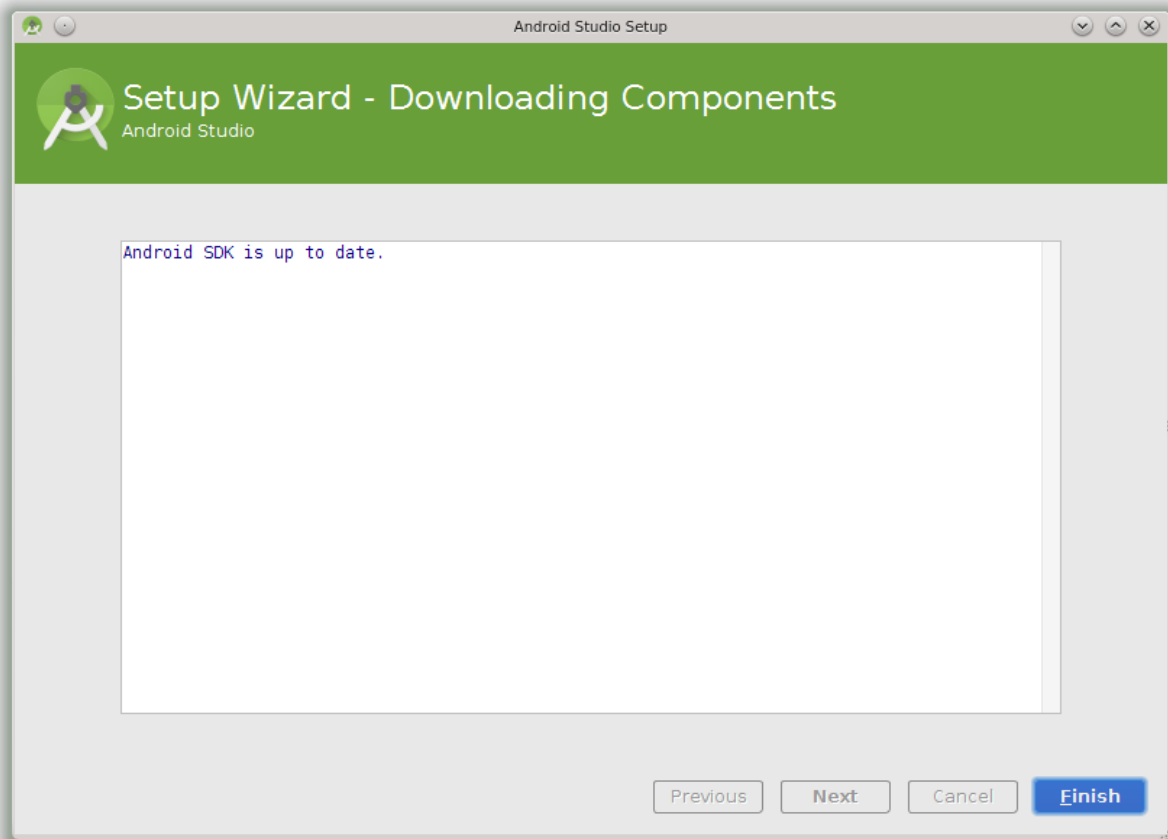 Android Studio Setup
Setup Wizard - Downloading Components
Android Studio
Android SDK is up to date.
Previous
Next
Cancel
Finish